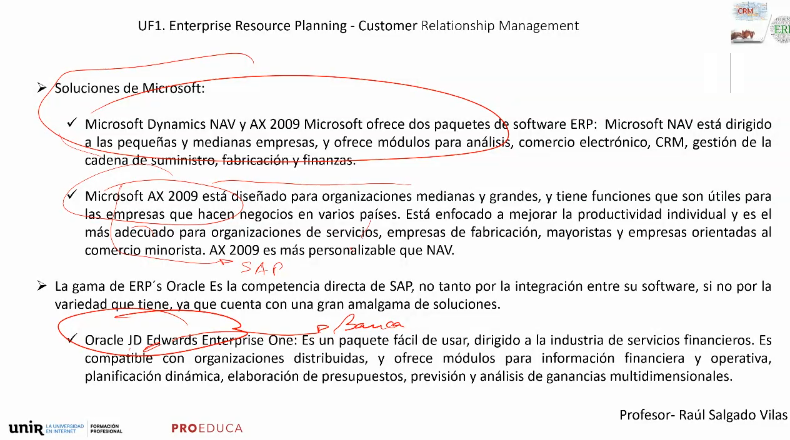 UF1. Enterprise Resource Planning - Customer Relationship Management
CRM
ERP
Soluciones de Microsoft:
Microsoft Dynamics NAV y AX 2009 Microsoft ofrece dos paquetes de software ERP: Microsoft NAV está dirigido
a las pequeñas y medianas empresas, y ofrece módulos para análisis, comercio electrónico, CRM, gestión de la
cadena de suministro, fabricación y finanzas.
Microsoft AX 2009 está diseñado para organizaciones medianas y grandes, y tiene funciones que son útiles para
las empresas que hacen negocios en varios países. Está enfocado a mejorar la productividad individual y es el
más adecuado para organizaciones de servicios, empresas de fabricación, mayoristas y empresas orientadas al
comercio minorista. AX 2009 es más personalizable que NAV.
SAP
La gama de ERP´s Oracle Es la competencia directa de SAP, no tanto por la integración entre su software, si no por la
variedad que tiene, ya que cuenta con una gran amalgama de soluciones.
Banca
Oracle JD Edwards Enterprise One: Es un paquete fácil de usar, dirigido a la industria de servicios financieros. Es
compatible con organizaciones distribuidas, y ofrece módulos para información financiera y operativa,
planificación dinámica, elaboración de presupuestos, previsión y análisis de ganancias multidimensionales.
Profesor- Raúl Salgado Vilas
unir LA UNIVERSIDAD EN INTERNET FORMACIÓN PROFESIONAL PROEDUCA